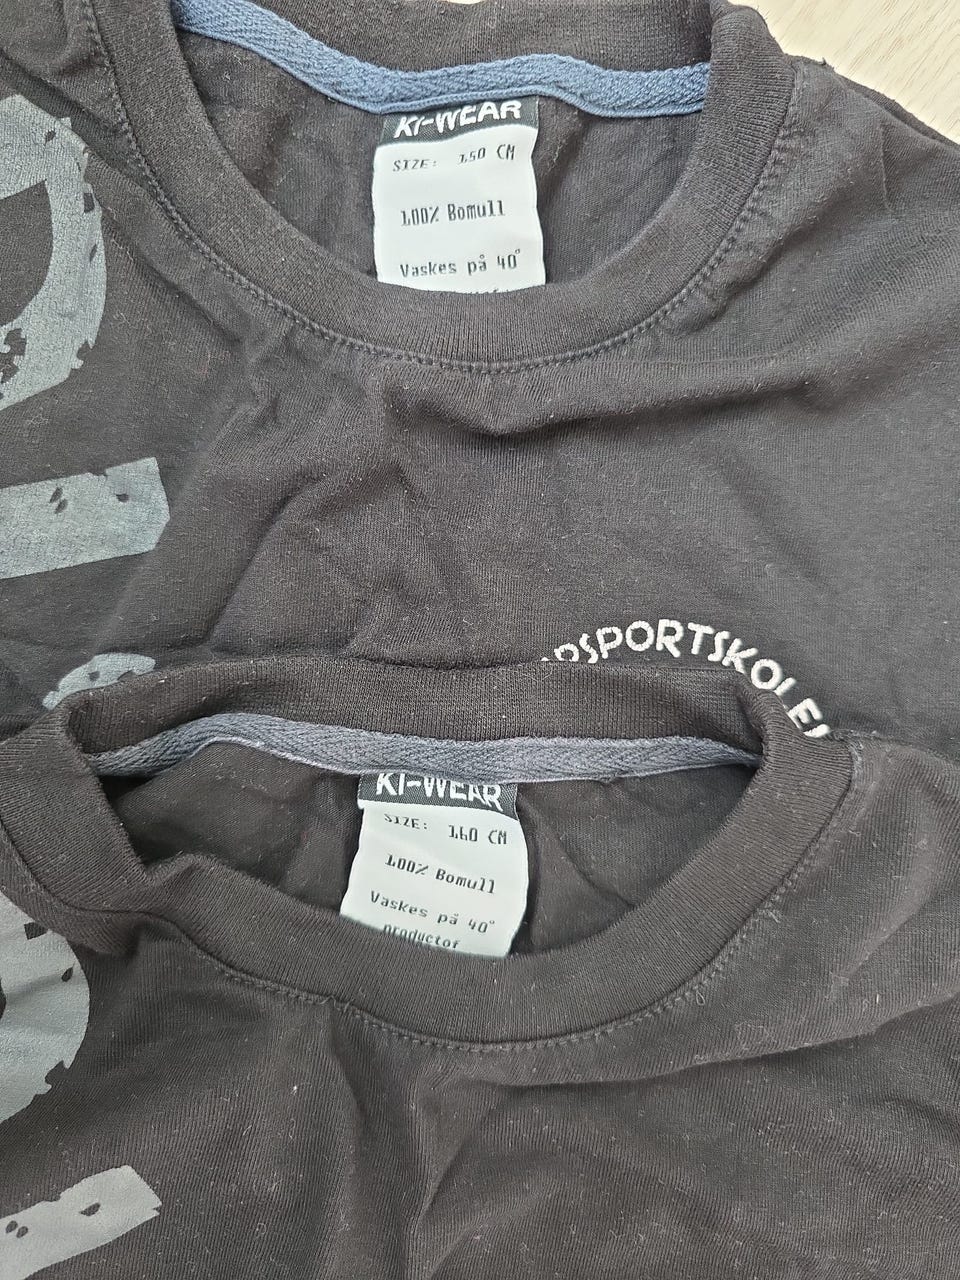 KI-WEAR
SIZE: 150 CM
100% Bomull
Vaskes på 40°
RSPORTSKOLEN
KI-WEAR
SIZE: 160 CM
100% Bomull
Vaskes på 40°
productof